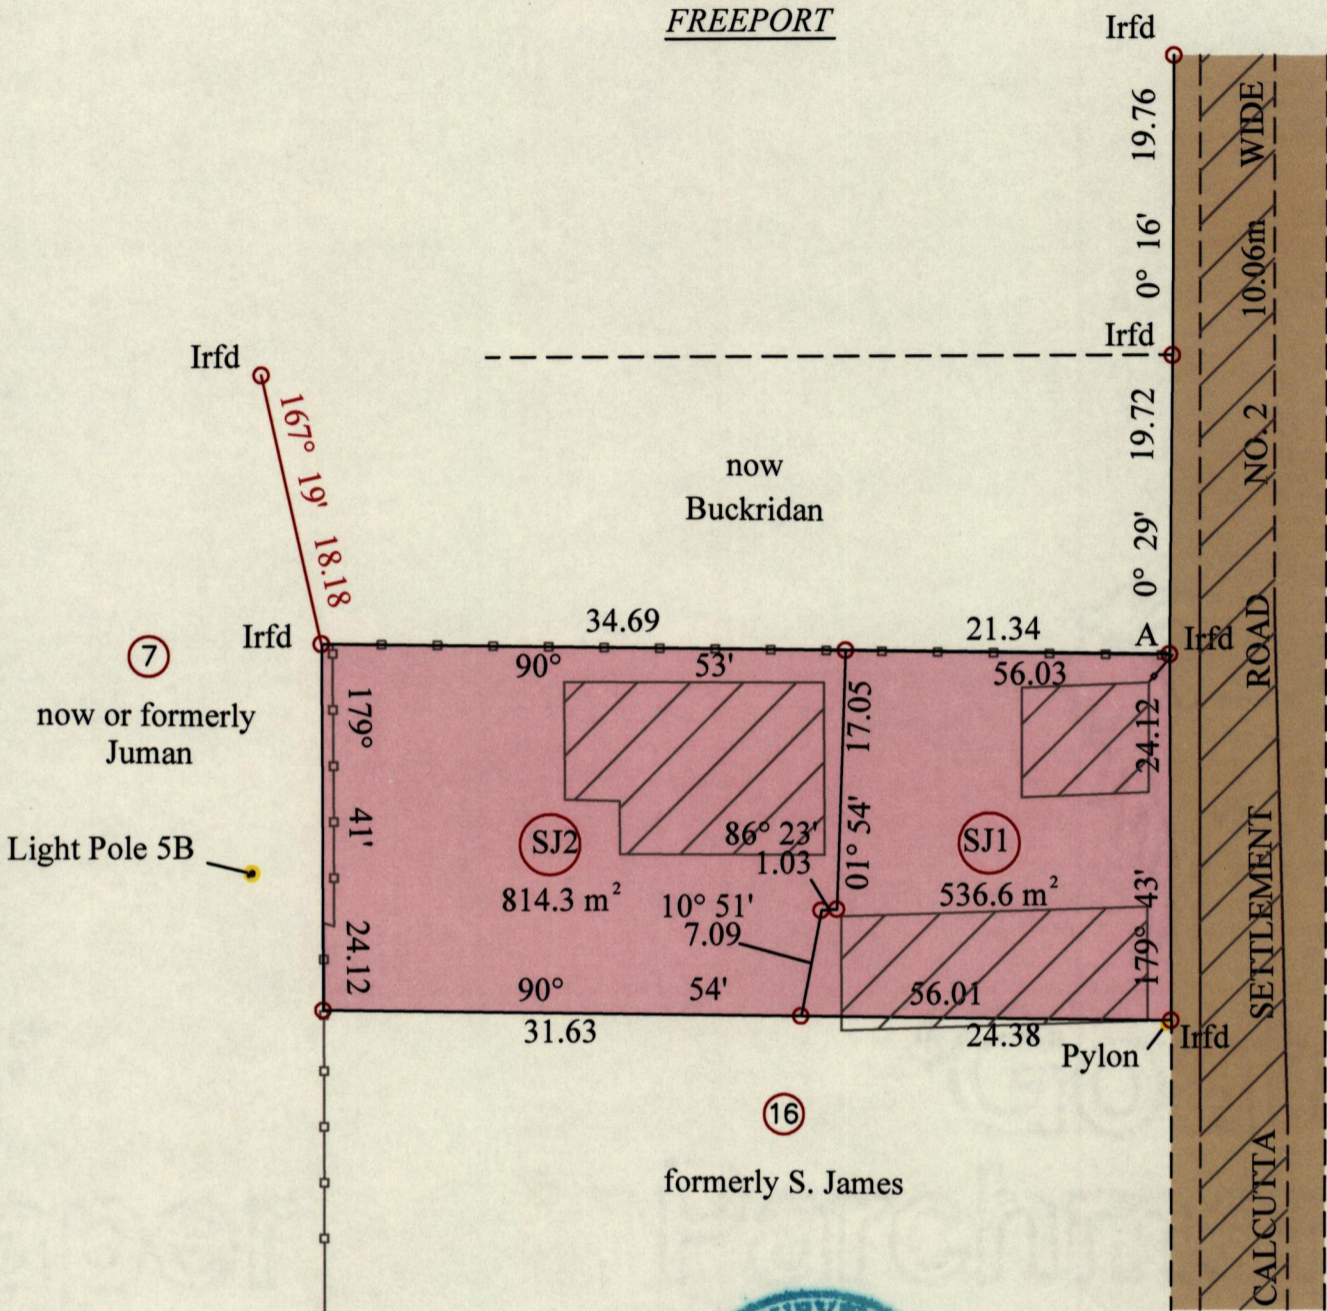 FREEPORT
Irfd
19.76
0° 16'
Irfd
19.72
0° 29'
WIDE
10.06m
NO. 2
ROAD
SETTLEMENT
CALCUTTA
Irfd
167° 19' 18.18
now
Buckridan
Irfd
34.69
21.34
A
Irfd
90° 53'
56.03
7
now or formerly
Juman
Light Pole 5B
179° 41' 24.12
17.05
01° 54'
24.12
179° 43'
SJ2
814.3 m²
86° 23'
1.03
10° 51'
7.09
SJ1
536.6 m²
90° 54'
56.01
31.63
24.38
Irfd
Pylon
16
formerly S. James